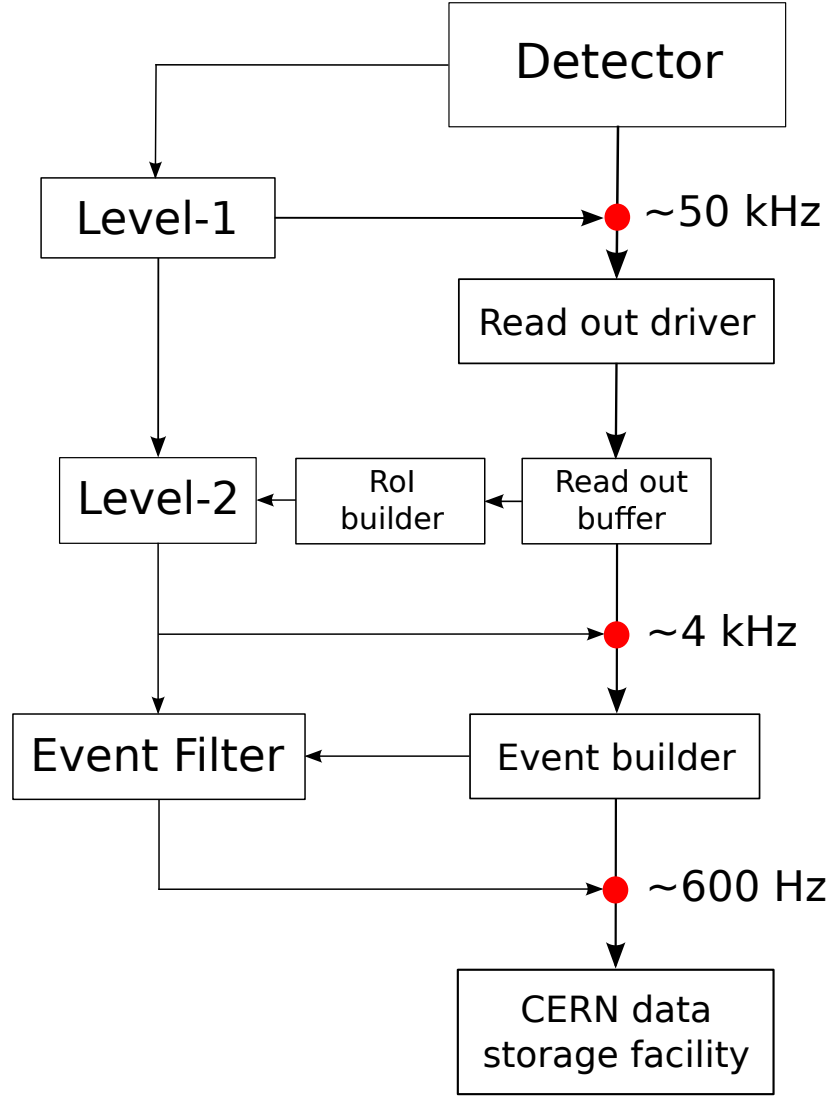 Detector
Level-1
~50 kHz
Read out driver
Level-2
RoI
builder
Read out
buffer
~4 kHz
Event Filter
Event builder
~600 Hz
CERN data
storage facility